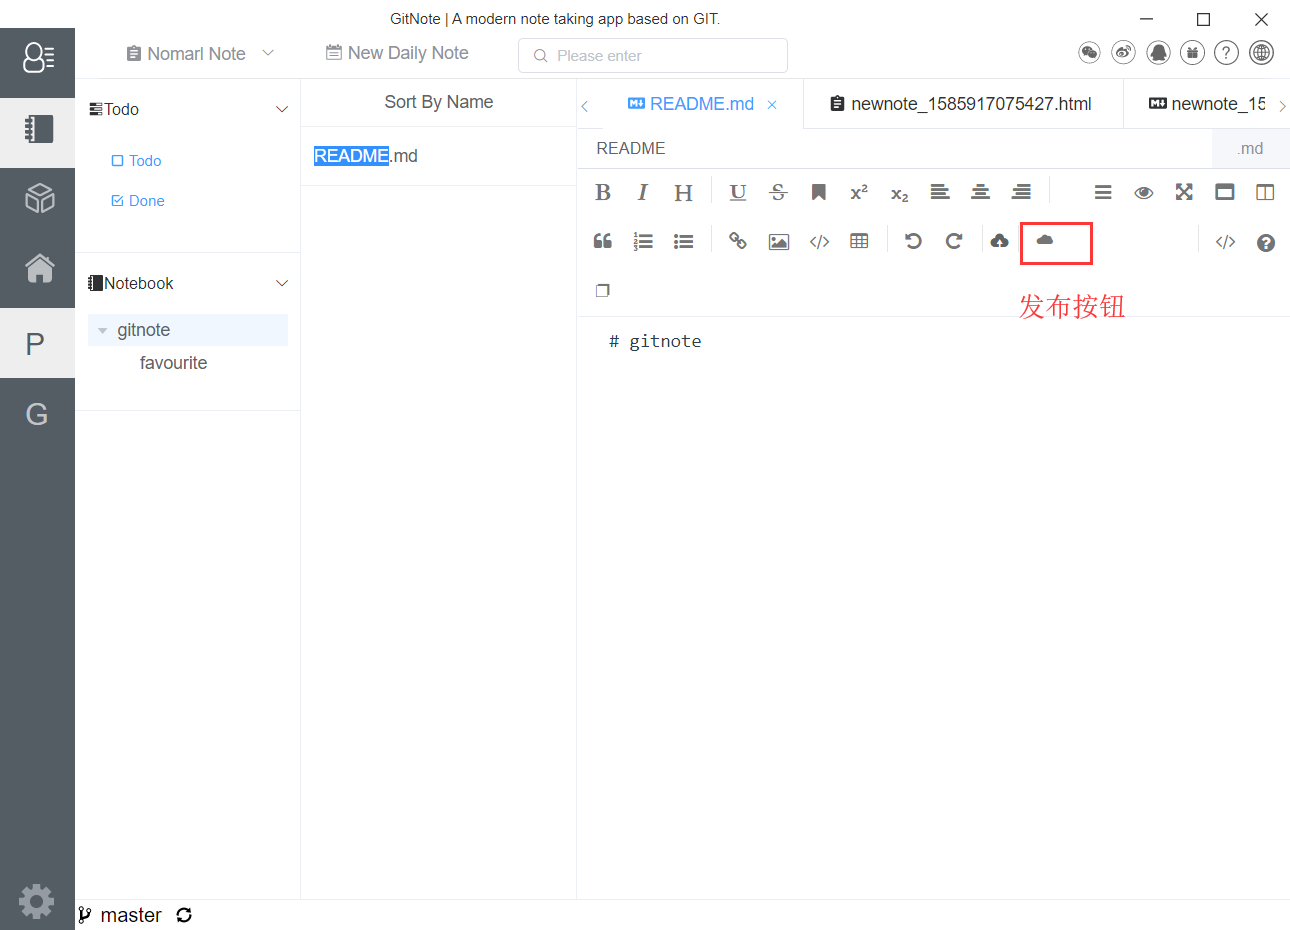 GitNote | A modern note taking app based on GIT.
Nomarl Note
New Daily Note
Please enter
Todo
Todo
Done
Notebook
gitnote
favourite
P
G
Sort By Name
README.md
README.md
newnote_1585917075427.html
newnote_15
README
.md
发布按钮
# gitnote
master